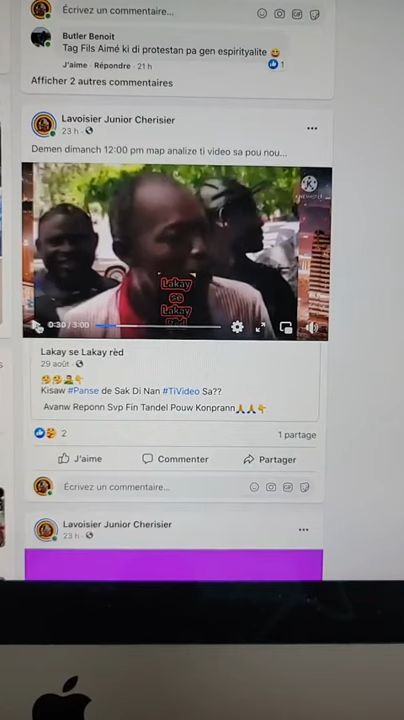 Écrivez un commentaire...
Butler Benoit
Tag Fils Aimé ki di protestan pa gen espirityalite 😄
J'aime · Répondre · 21 h
1
Afficher 2 autres commentaires
Lavoisier Junior Cherisier
23 h ·
Demen dimanch 12:00 pm map analize ti video sa pou nou...
Lakay
se
Lakay
rèd
0:30 / 3:00
Lakay se Lakay rèd
29 août ·
🤔🤔🤦‍♂️👇
Kisaw #Panse de Sak Di Nan #TiVideo Sa??
Avanw Reponn Svp Fin Tandel Pouw Konprann🙏🙏👇
2
1 partage
J'aime
Commenter
Partager
Écrivez un commentaire...
Lavoisier Junior Cherisier
23 h ·